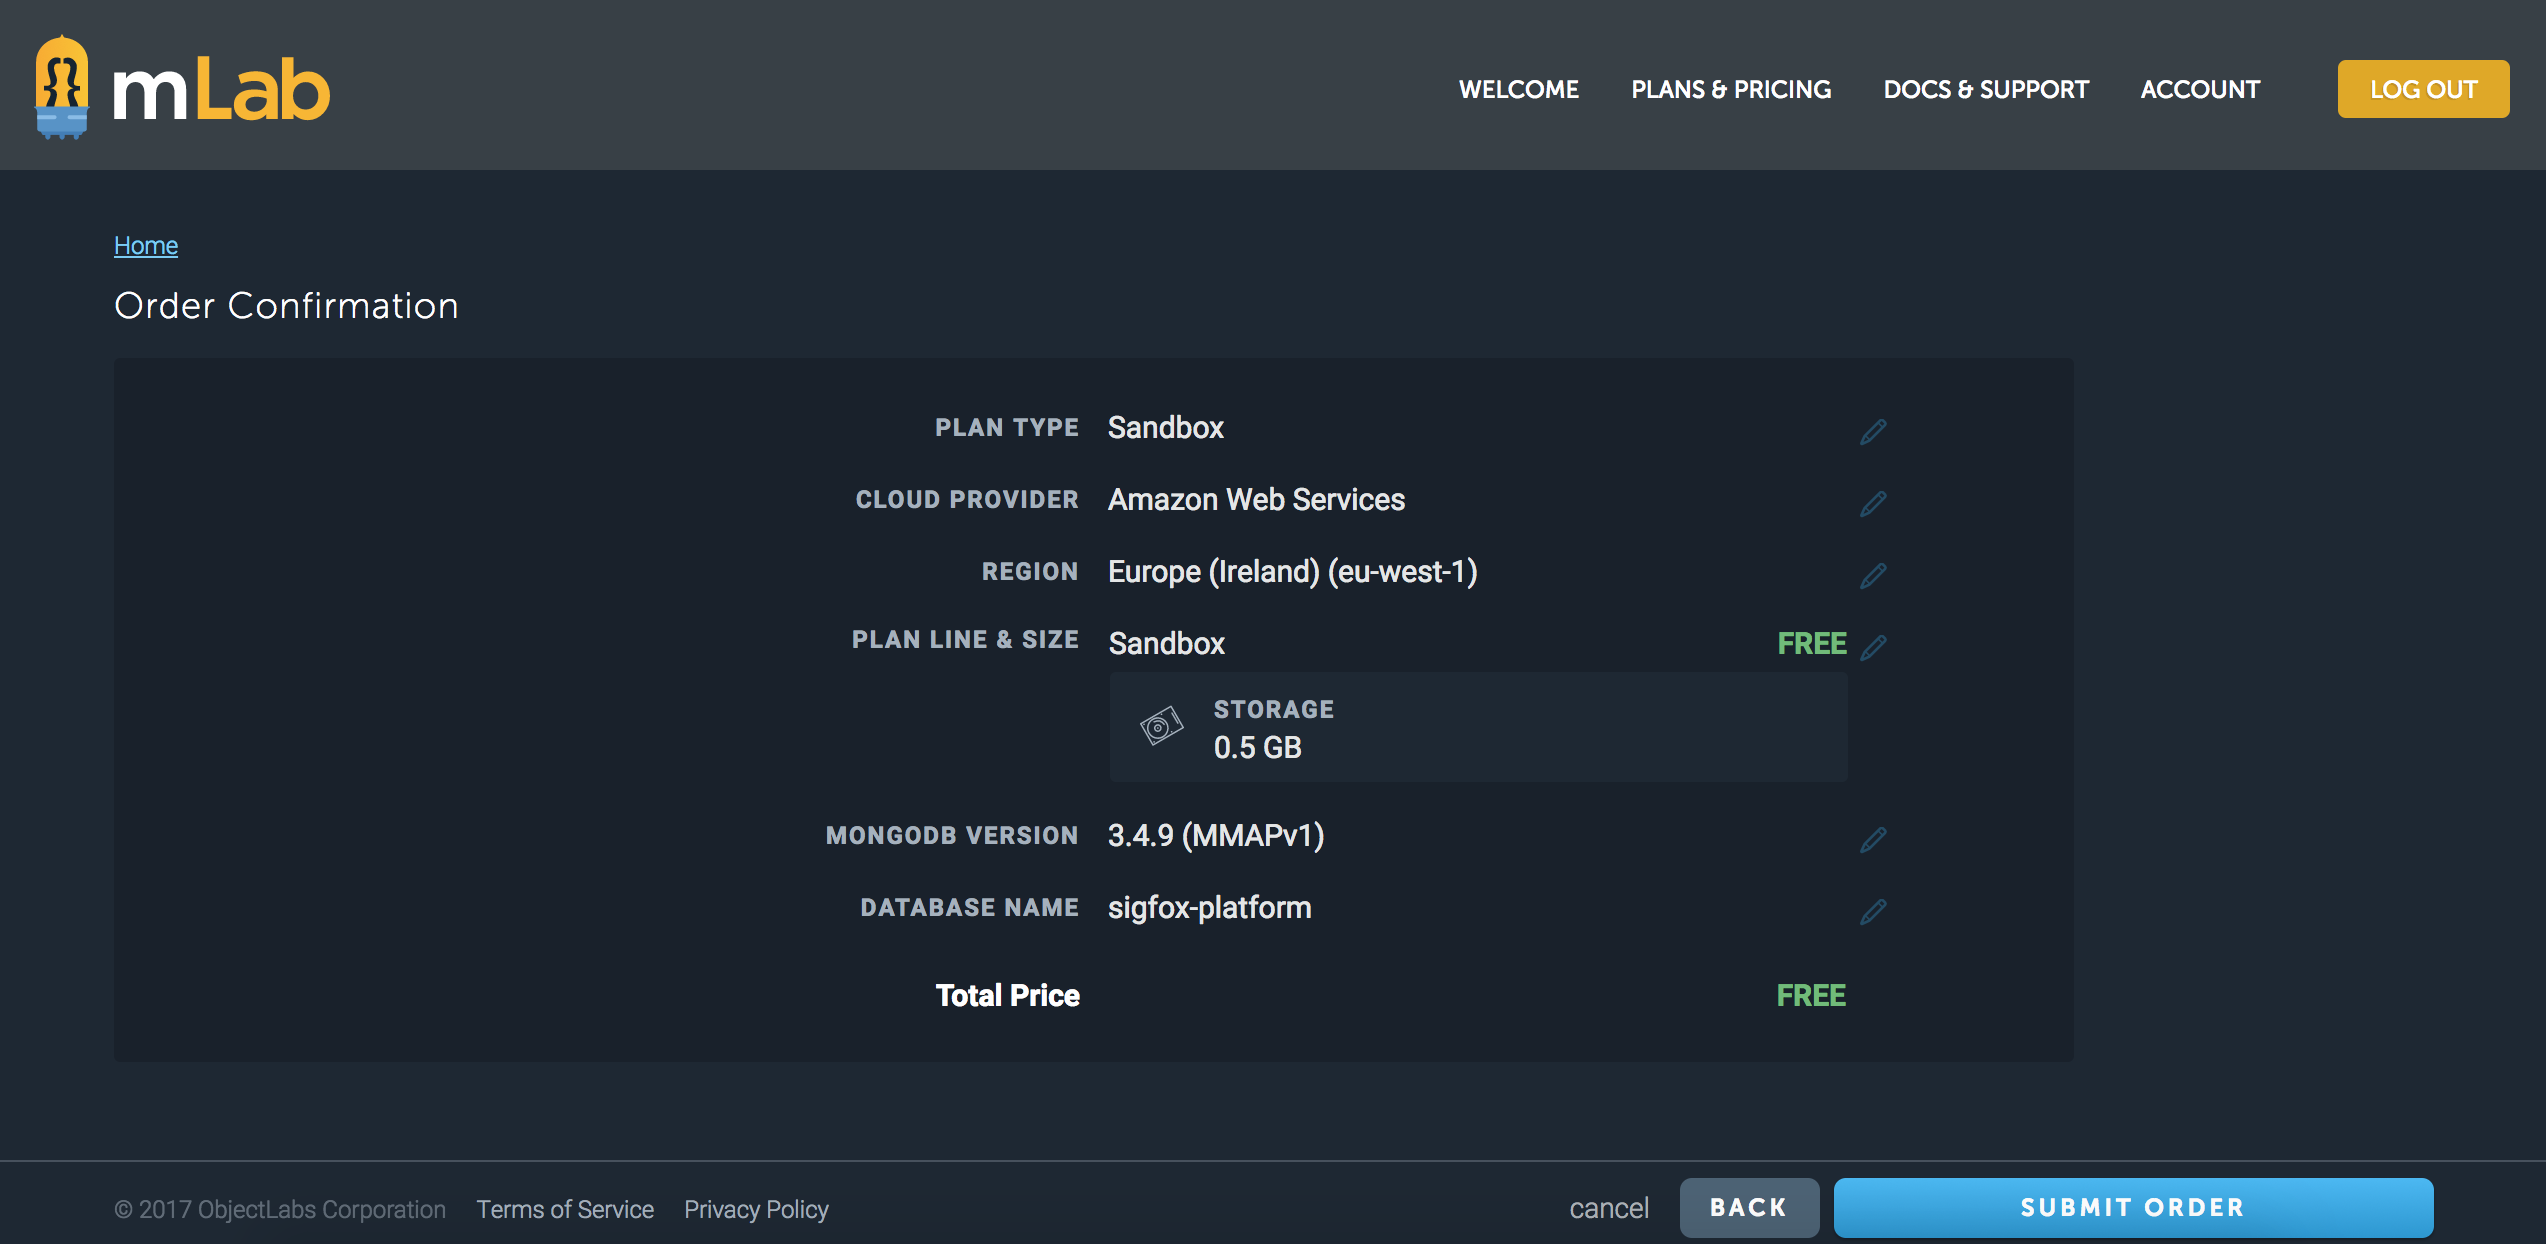 mLab
WELCOME PLANS & PRICING DOCS & SUPPORT ACCOUNT LOG OUT
Home
Order Confirmation
PLAN TYPE Sandbox
CLOUD PROVIDER Amazon Web Services
REGION Europe (Ireland) (eu-west-1)
PLAN LINE & SIZE Sandbox FREE
STORAGE
0.5 GB
MONGODB VERSION 3.4.9 (MMAPv1)
DATABASE NAME sigfox-platform
Total Price FREE
© 2017 ObjectLabs Corporation Terms of Service Privacy Policy cancel BACK SUBMIT ORDER